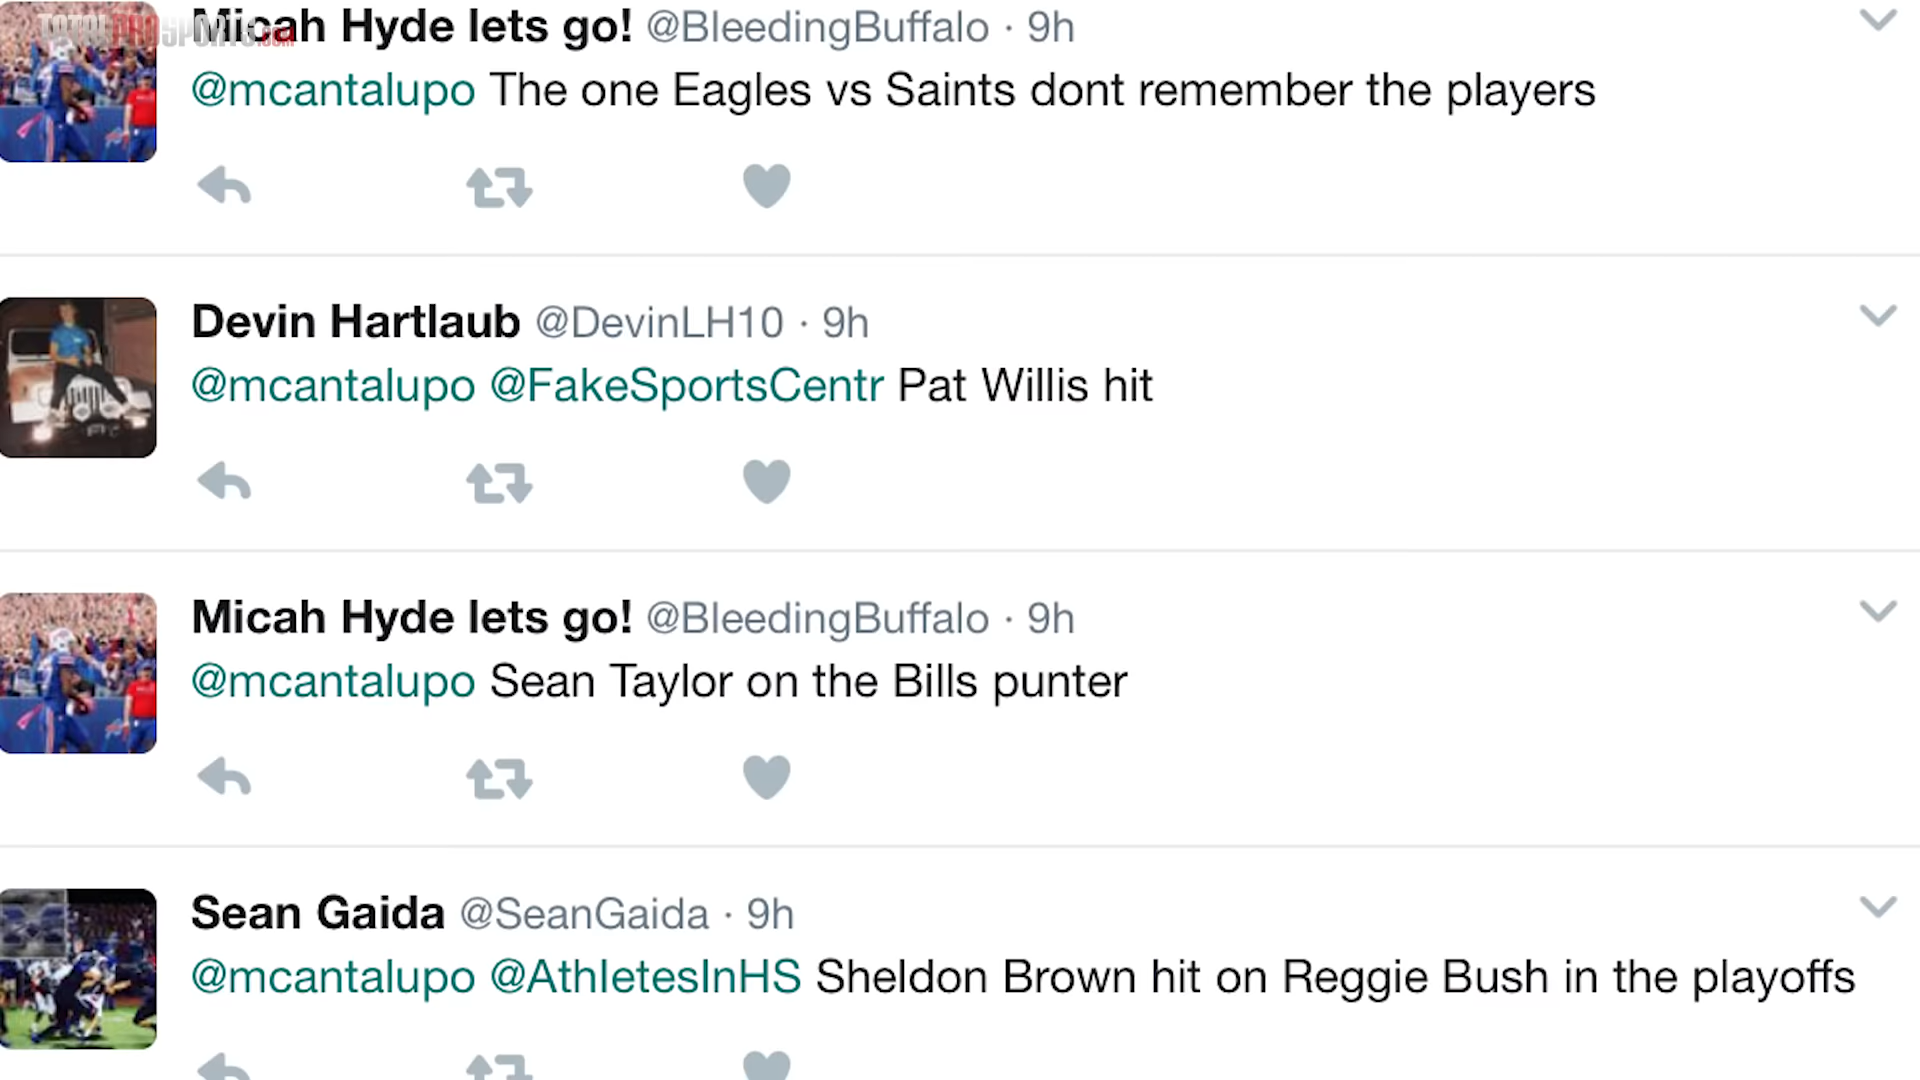 TOTALPROSPORTS.COM
Micah Hyde lets go! @BleedingBuffalo · 9h
@mcantalupo The one Eagles vs Saints dont remember the players
Devin Hartlaub @DevinLH10 · 9h
@mcantalupo @FakeSportsCentr Pat Willis hit
Micah Hyde lets go! @BleedingBuffalo · 9h
@mcantalupo Sean Taylor on the Bills punter
Sean Gaida @SeanGaida · 9h
@mcantalupo @AthletesInHS Sheldon Brown hit on Reggie Bush in the playoffs